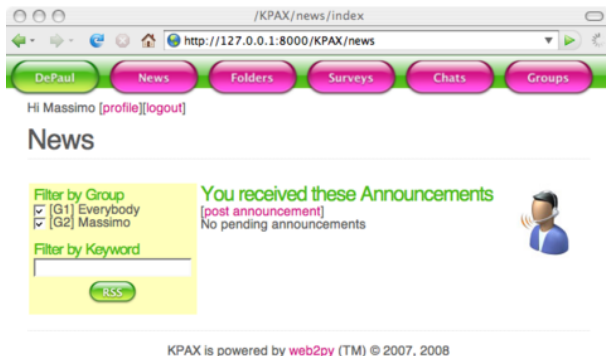 /KPAX/news/index
http://127.0.0.1:8000/KPAX/news
DePaul News Folders Surveys Chats Groups
Hi Massimo [profile][logout]
News
Filter by Group
[G1] Everybody
[G2] Massimo
Filter by Keyword
RSS
You received these Announcements
[post announcement]
No pending announcements
KPAX is powered by web2py (TM) © 2007, 2008